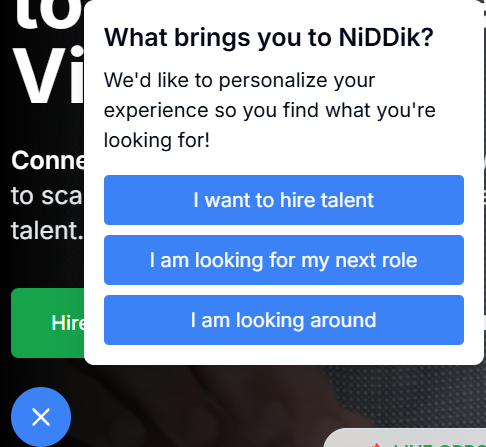 to
What brings you to NiDDik?
Vi
We'd like to personalize your
experience so you find what you're
looking for!
Conne
to sca
talent.
I want to hire talent
I am looking for my next role
I am looking around
Hire